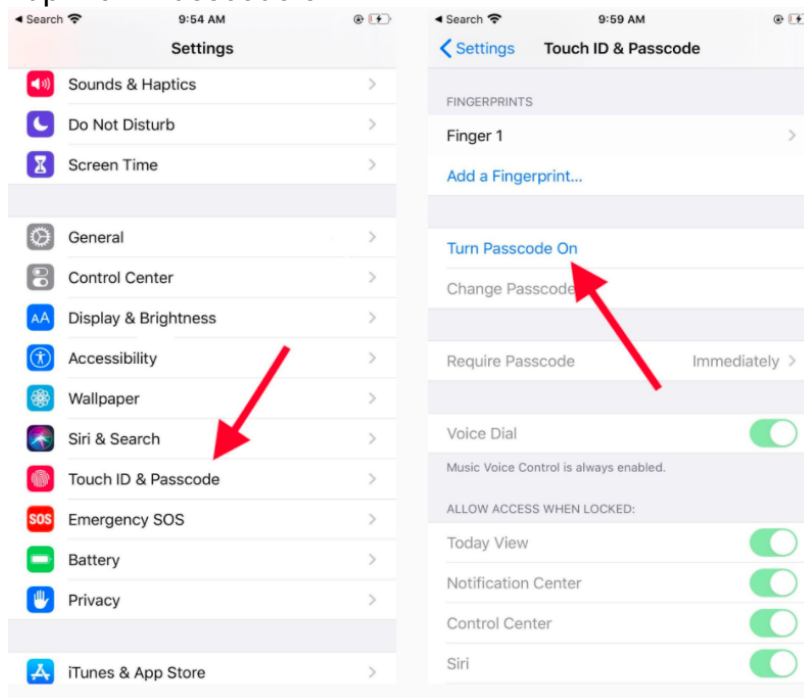 ◀ Search
9:54 AM
Settings
Sounds & Haptics
Do Not Disturb
Screen Time
General
Control Center
AA Display & Brightness
Accessibility
Wallpaper
Siri & Search
Touch ID & Passcode
SOS Emergency SOS
Battery
Privacy
iTunes & App Store
◀ Search
9:59 AM
Settings Touch ID & Passcode
FINGERPRINTS
Finger 1
Add a Fingerprint...
Turn Passcode On
Change Passcode
Require Passcode Immediately
Voice Dial
Music Voice Control is always enabled.
ALLOW ACCESS WHEN LOCKED:
Today View
Notification Center
Control Center
Siri